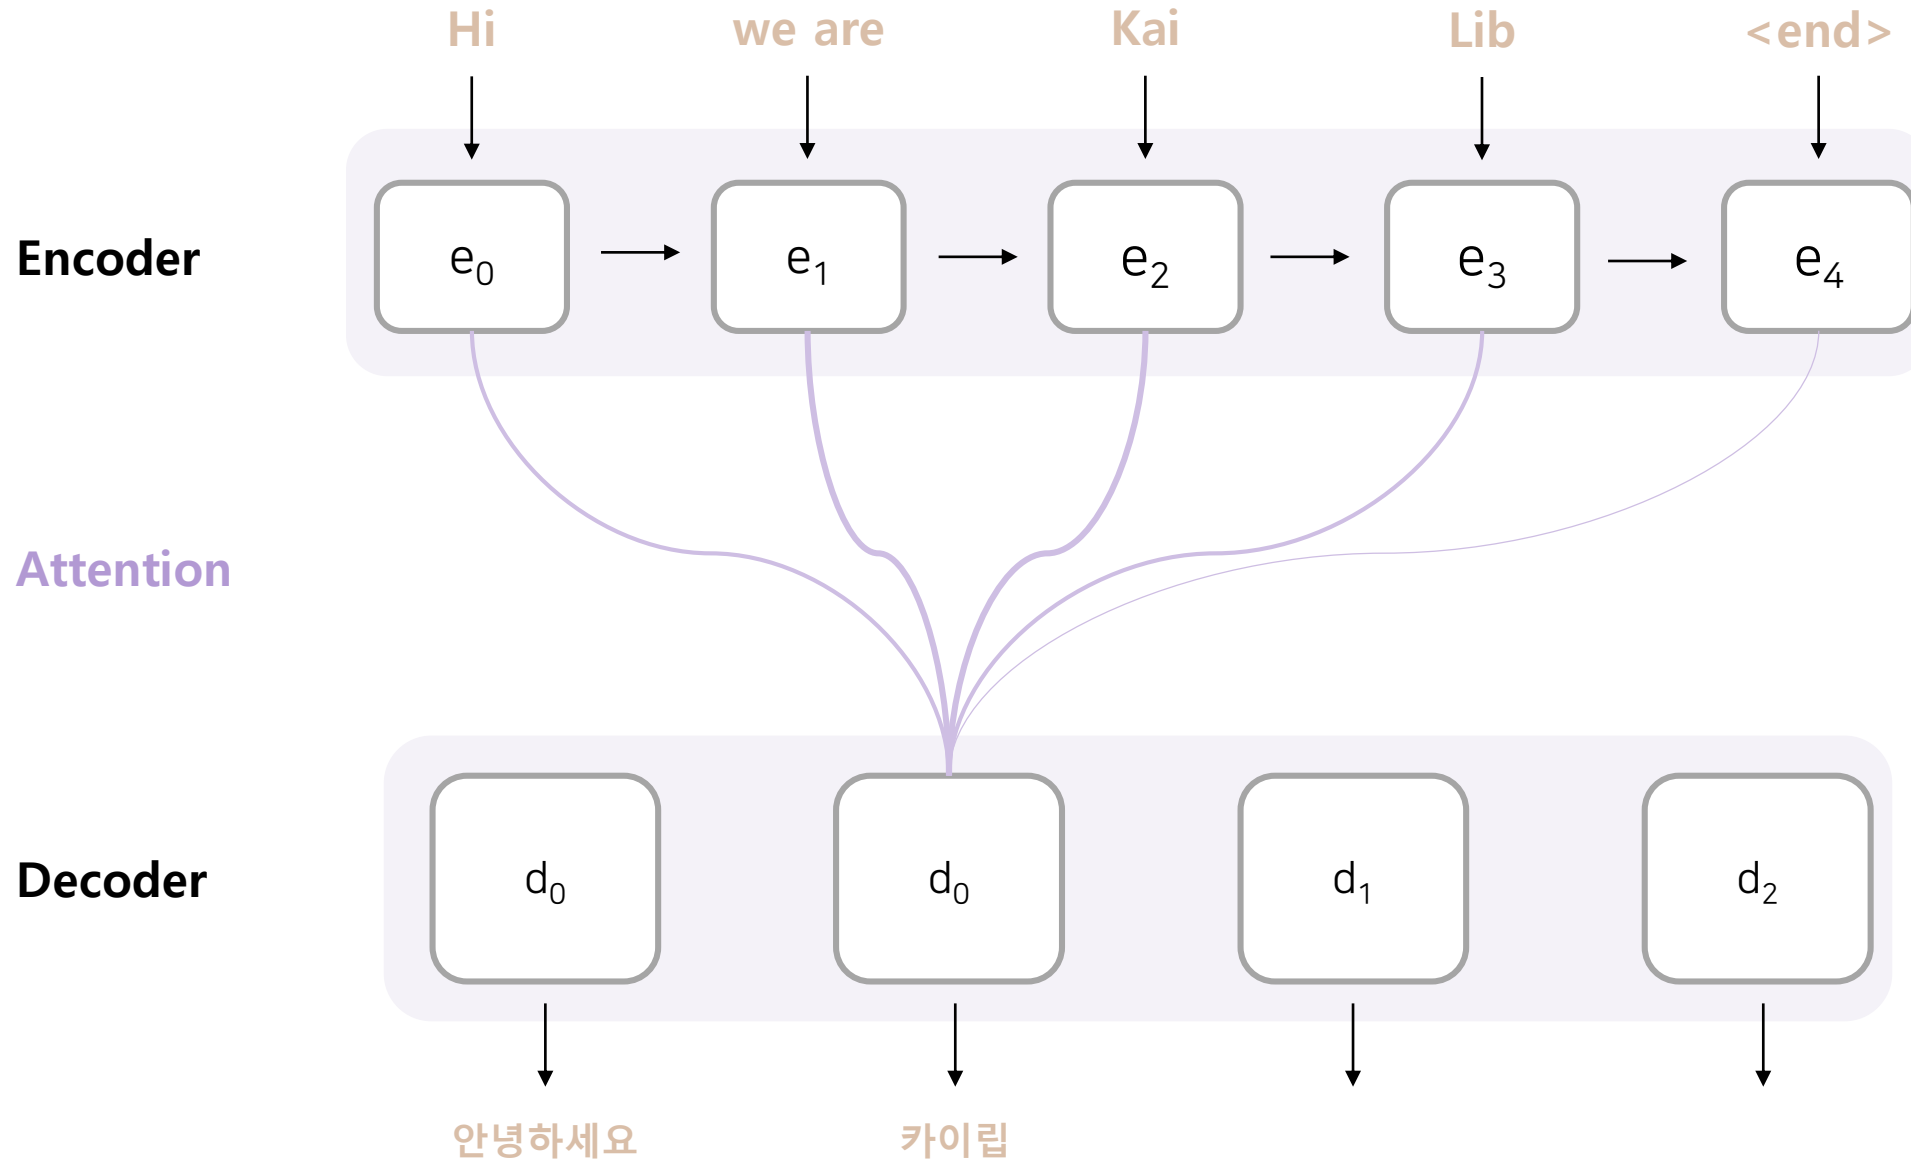 Hi we are Kai Lib <end>
Encoder e0 e1 e2 e3 e4
Attention
Decoder d0 d0 d1 d2
안녕하세요 카이립